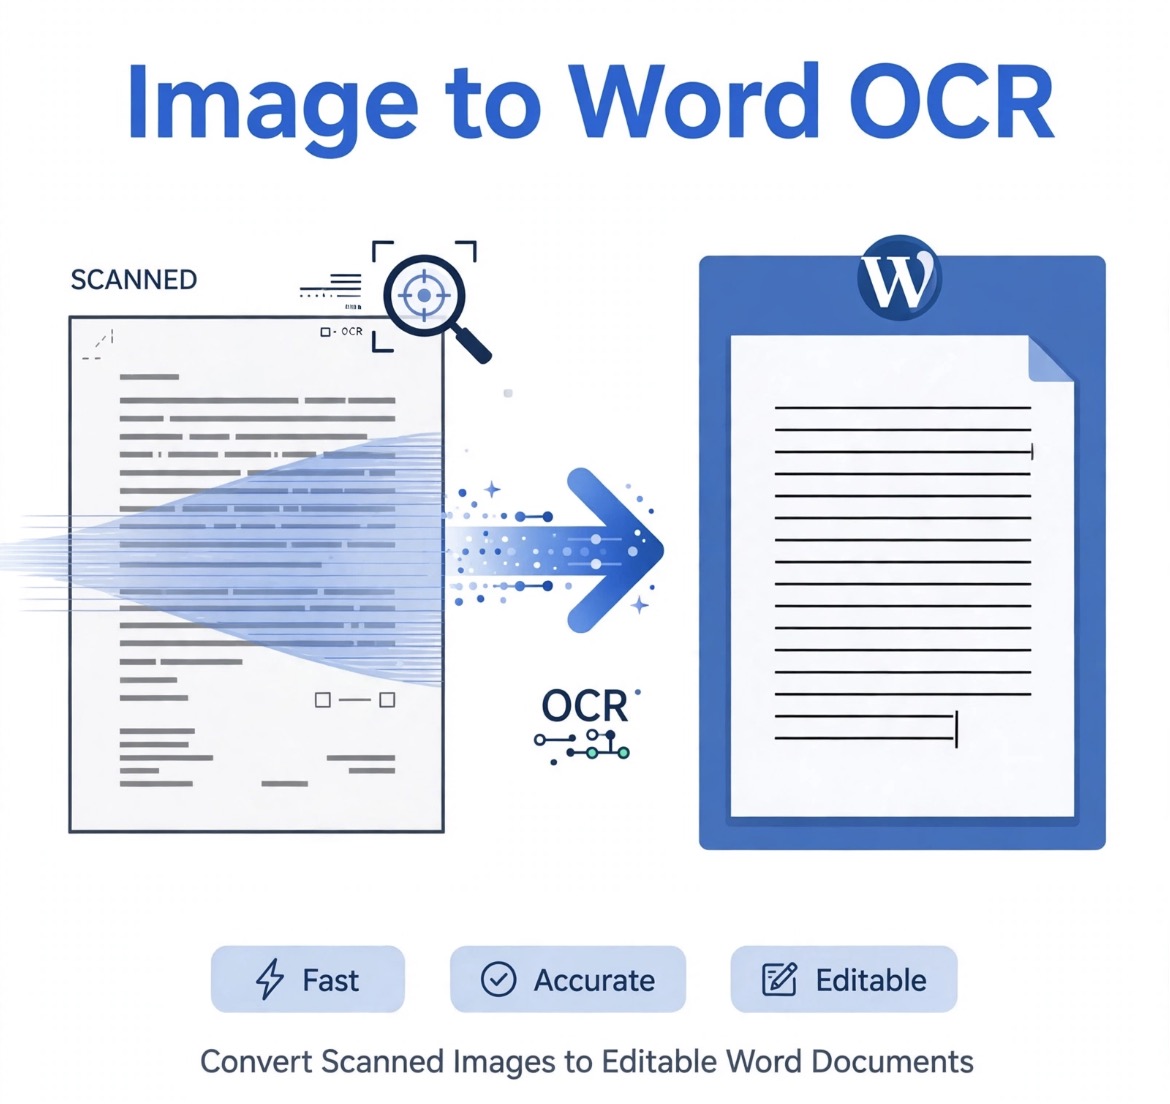 Image to Word OCR
SCANNED
- OCR
W
OCR
Fast
Accurate
Editable
Convert Scanned Images to Editable Word Documents